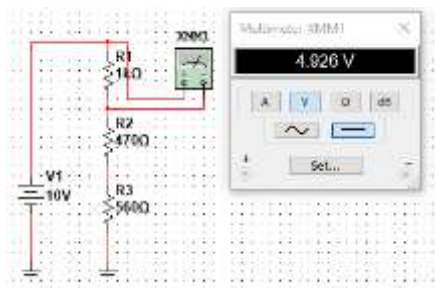 XMM1
R1
1kΩ
R2
470Ω
V1
10V
R3
560Ω
Multimeter-XMM1
4.926 V
A
V
Ω
dB
+
Set...
-